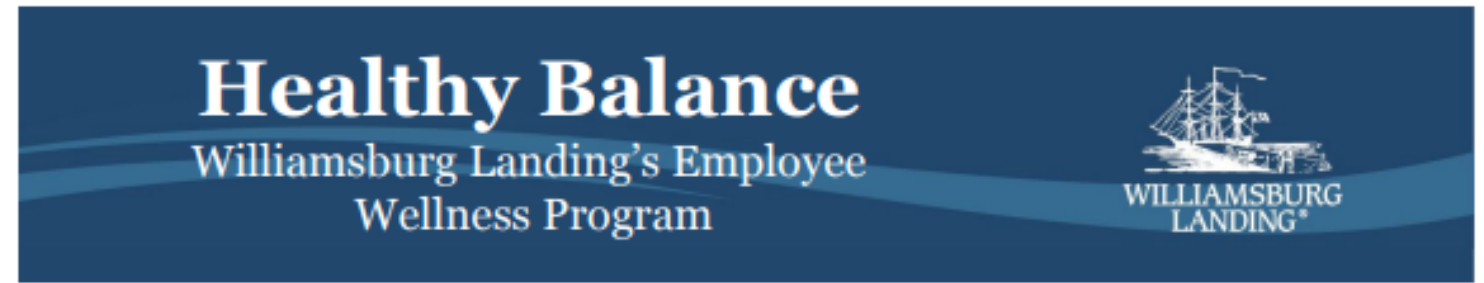 Healthy Balance
Williamsburg Landing’s Employee
Wellness Program
WILLIAMSBURG
LANDING®